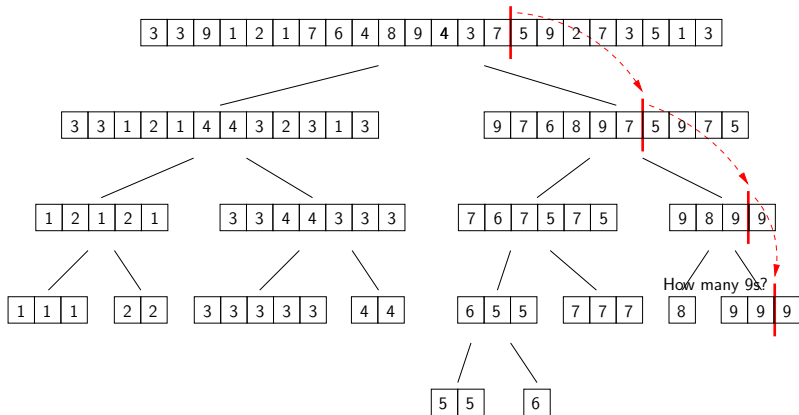 3 3 9 1 2 1 7 6 4 8 9 4 3 7 5 9 2 7 3 5 1 3
3 3 1 2 1 4 4 3 2 3 1 3 9 7 6 8 9 7 5 9 7 5
1 2 1 2 1 3 3 4 4 3 3 3 7 6 7 5 7 5 9 8 9 9
How many 9s?
1 1 1 2 2 3 3 3 3 3 4 4 6 5 5 7 7 7 8 9 9 9
5 5 6